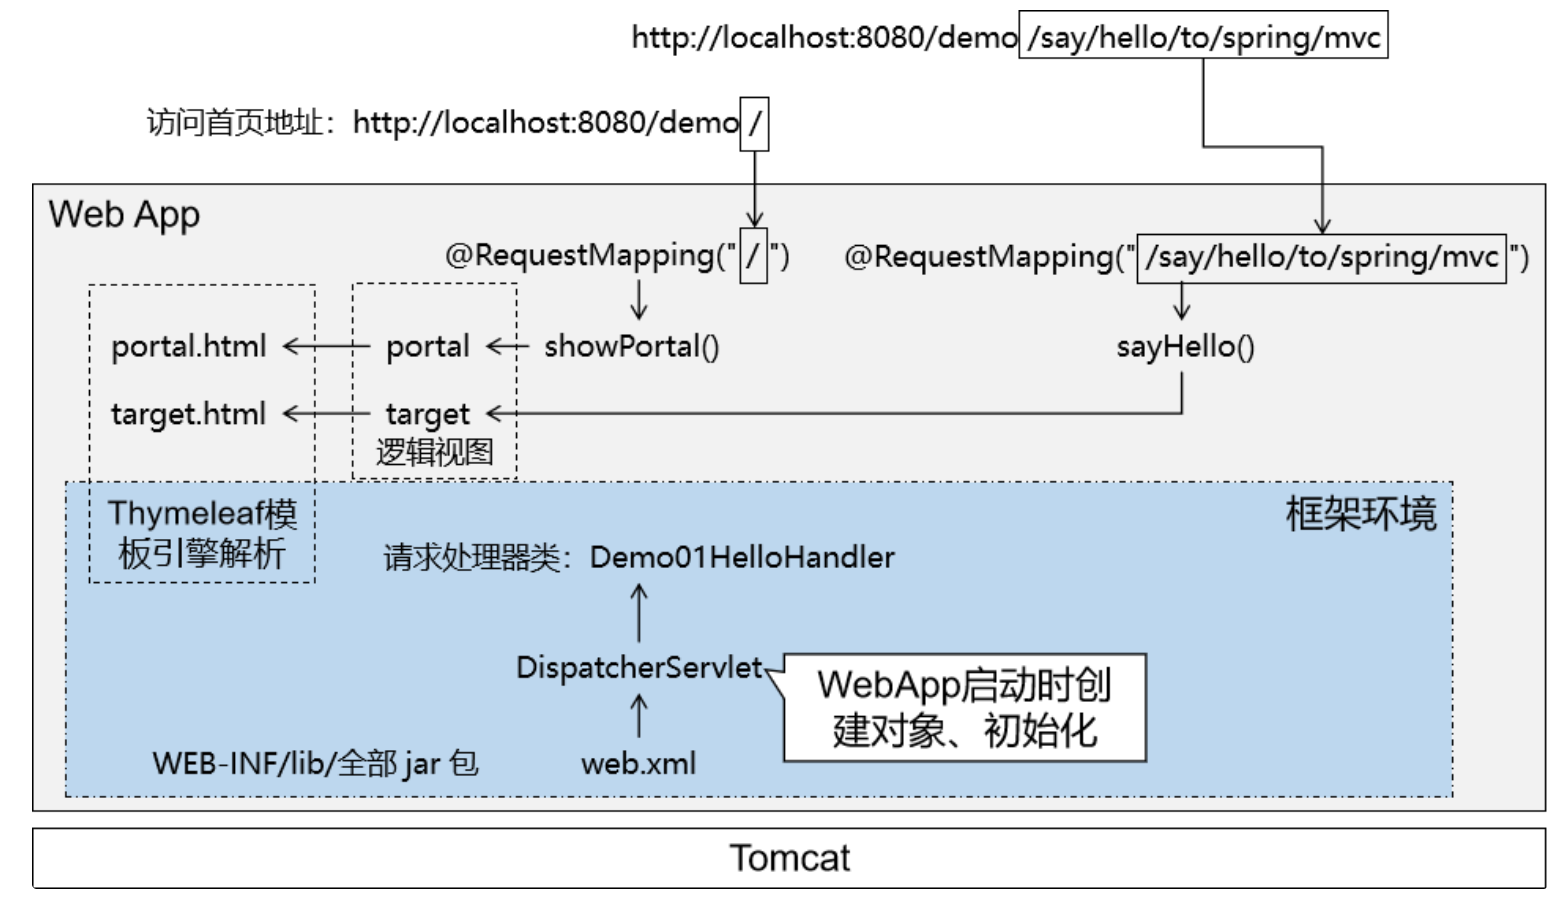 http://localhost:8080/demo/say/hello/to/spring/mvc
访问首页地址：http://localhost:8080/demo/
Web App
@RequestMapping("/")
@RequestMapping("/say/hello/to/spring/mvc")
portal.html
portal
showPortal()
sayHello()
target.html
target
逻辑视图
Thymeleaf模
板引擎解析
框架环境
请求处理器类：Demo01HelloHandler
DispatcherServlet
WebApp启动时创
建对象、初始化
WEB-INF/lib/全部 jar 包
web.xml
Tomcat